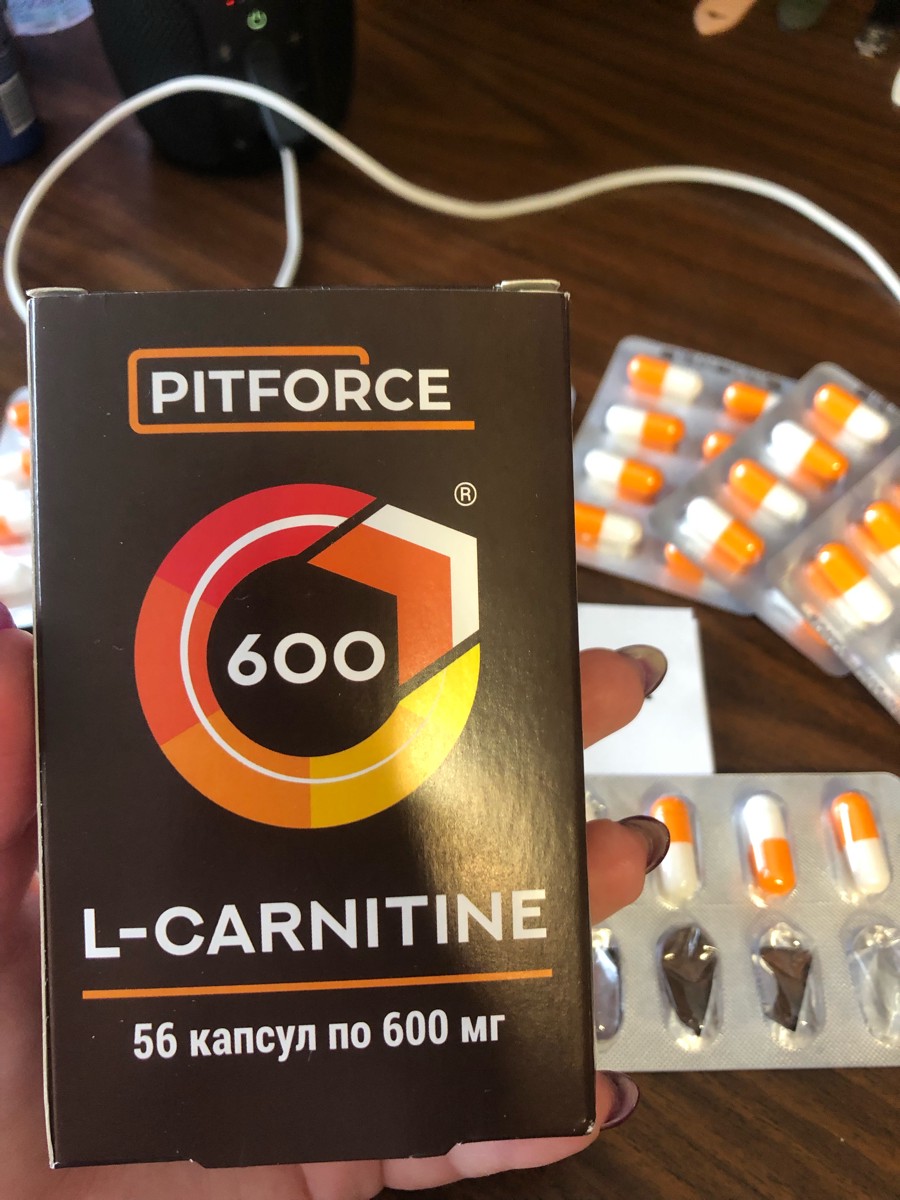 PITFORCE
®
600
L-CARNITINE
56 капсул по 600 мг